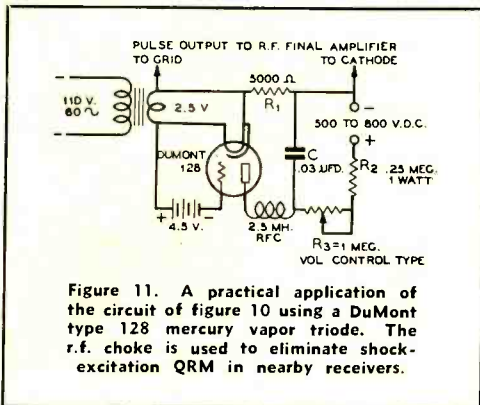 PULSE OUTPUT TO R.F. FINAL AMPLIFIER
TO GRID
TO CATHODE
5000 Ω
R1
110 V.
60~
2.5 V
−
500 TO 800 V.D.C.
+
DUMONT
128
C
.03 µFD.
R2 .25 MEG.
1 WATT
+ −
4.5 V.
2.5 MH.
RFC
R3=1 MEG.
VOL CONTROL TYPE
Figure 11. A practical application of
the circuit of figure 10 using a DuMont
type 128 mercury vapor triode. The
r.f. choke is used to eliminate shock-
excitation QRM in nearby receivers.